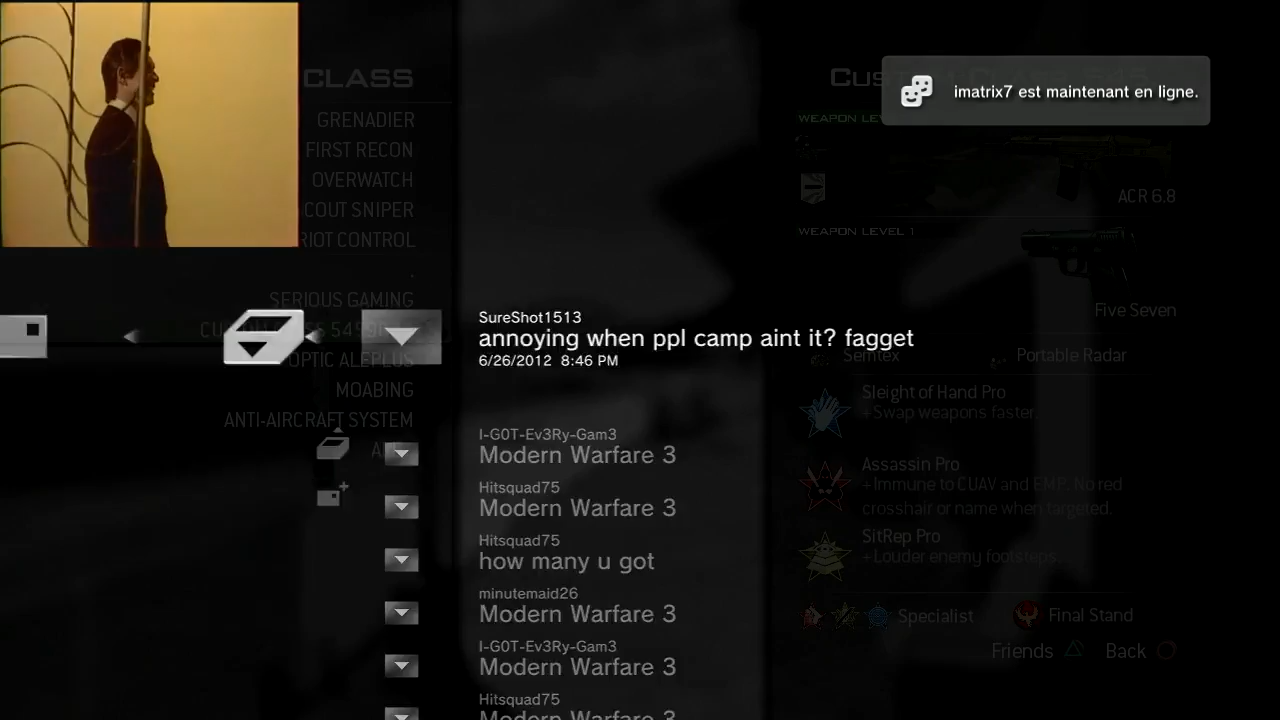 CLASS
GRENADIER
FIRST RECON
OVERWATCH
COUT SNIPER
RIOT CONTROL
SERIOUS GAMING
OPTIC ALEPLUS
MOABING
ANTI-AIRCRAFT SYSTEM
imatrix7 est maintenant en ligne.
WEAPON LEV
ACR 6.8
WEAPON LEVEL 1
Five Seven
SureShot1513
annoying when ppl camp aint it? fagget
6/26/2012 8:46 PM
Semtex
Portable Radar
Sleight of Hand Pro
+Swap weapons faster.
I-G0T-Ev3Ry-Gam3
Modern Warfare 3
Assassin Pro
+Immune to CUAV and EMP. No red
crosshair or name when targeted.
Hitsquad75
Modern Warfare 3
SitRep Pro
+Louder enemy footsteps.
Hitsquad75
how many u got
minutemaid26
Modern Warfare 3
Specialist
Final Stand
I-G0T-Ev3Ry-Gam3
Modern Warfare 3
Friends
Back
Hitsquad75
Modern Warfare 3